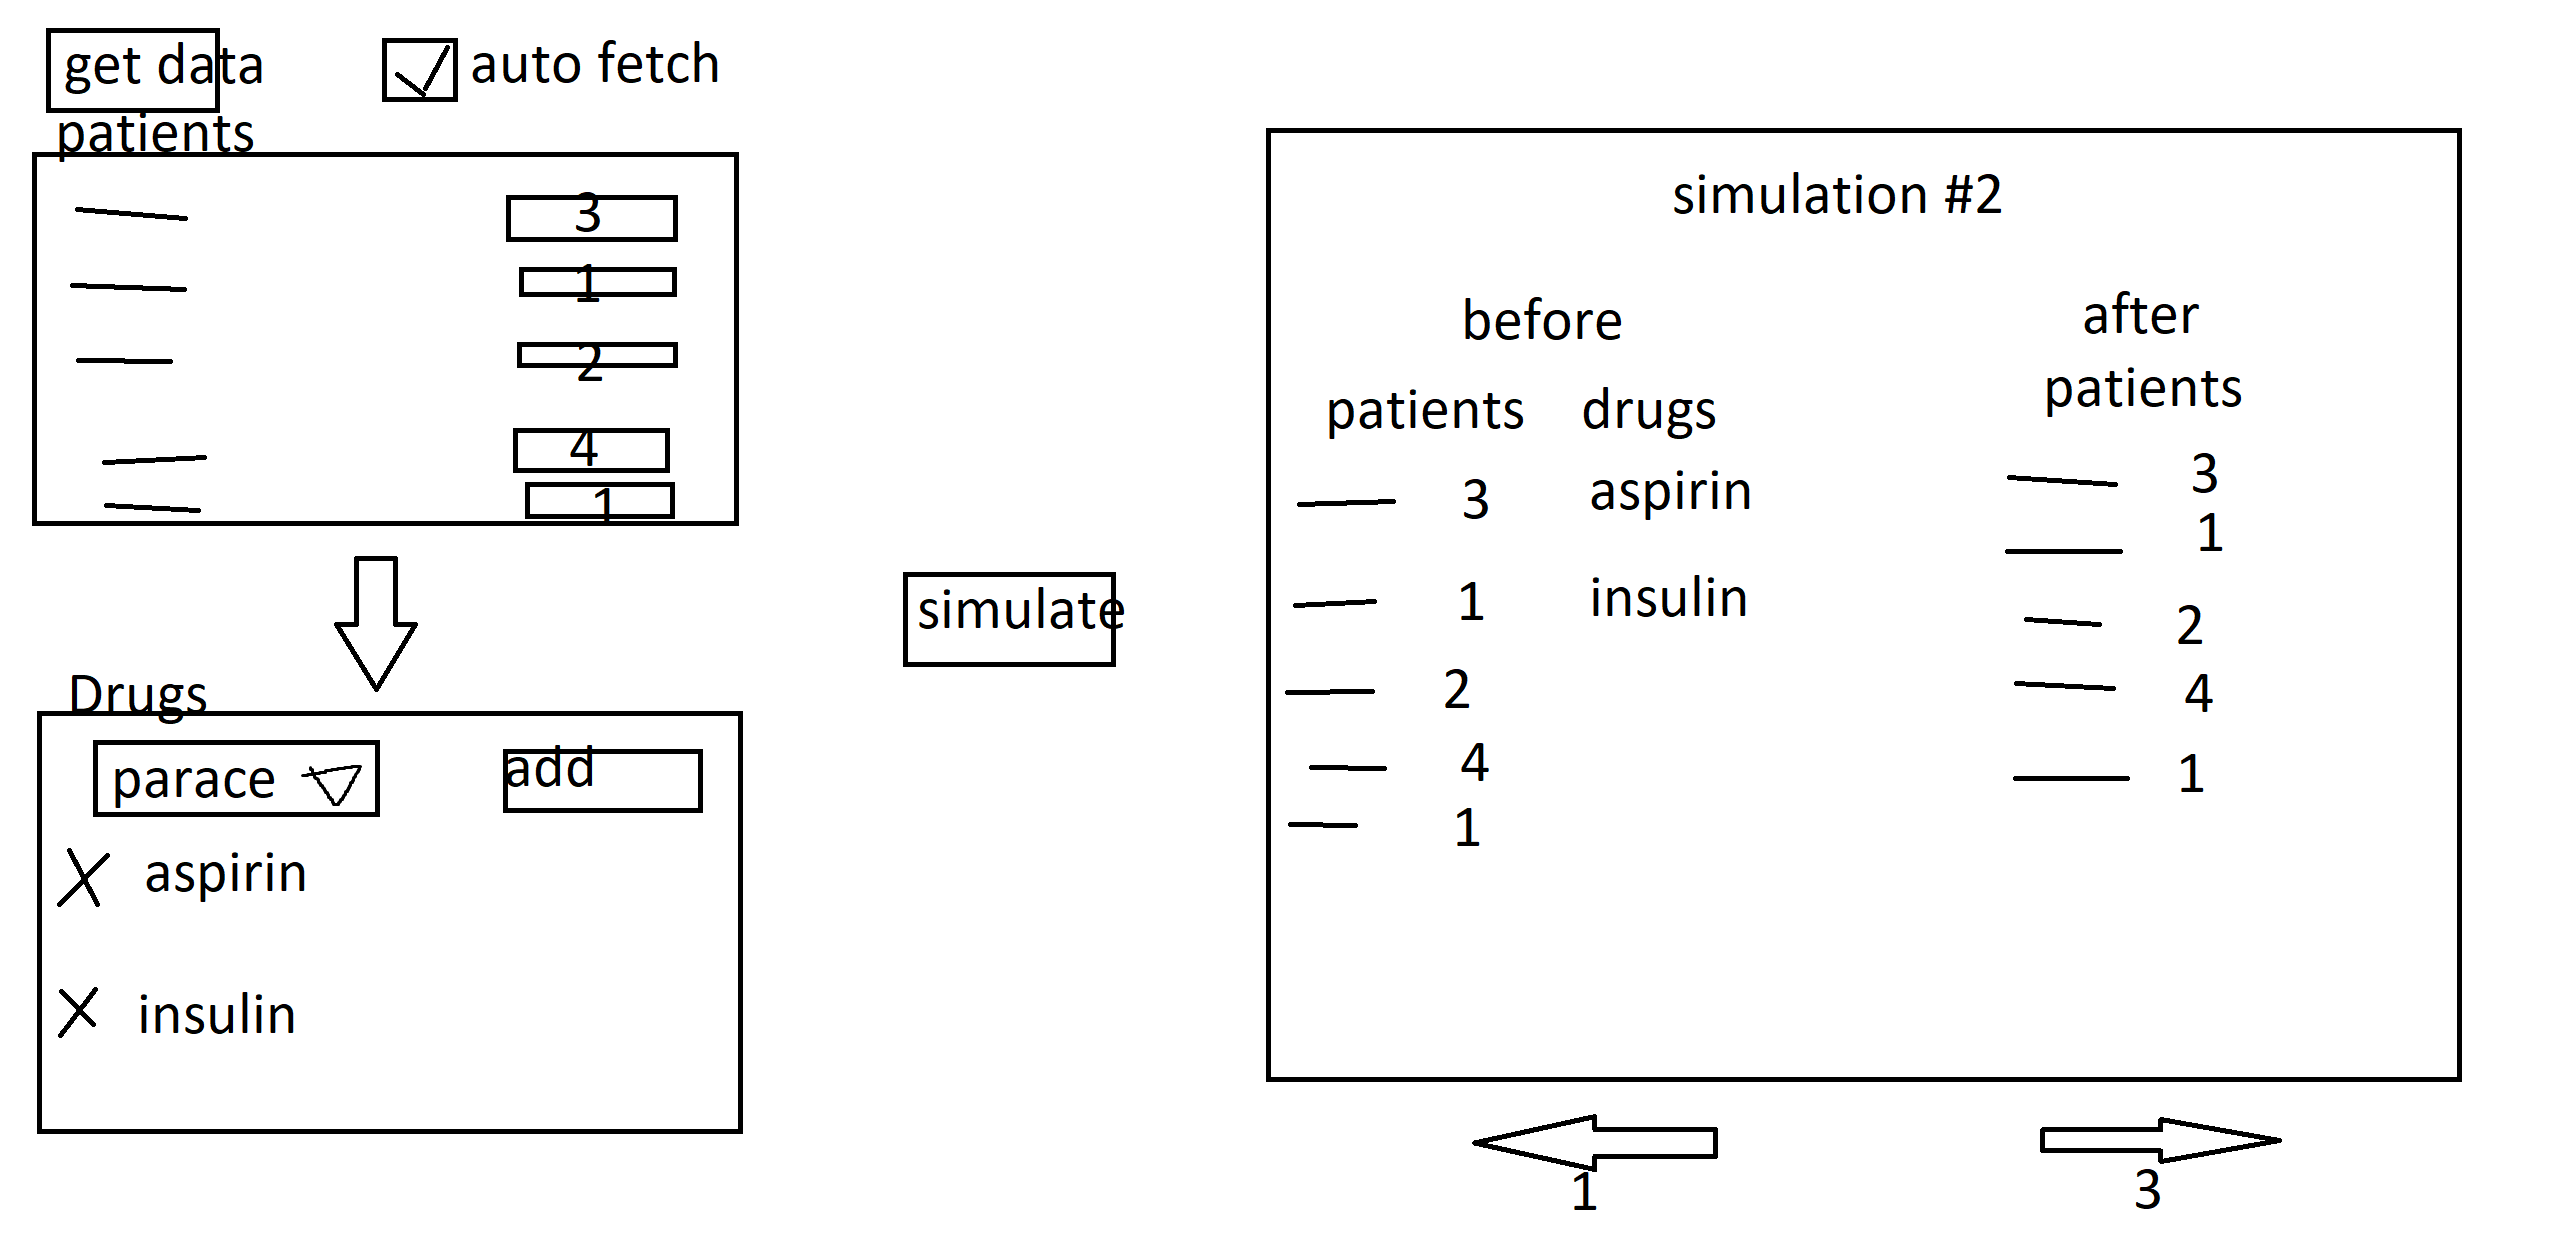 get data
auto fetch
patients
3
1
2
4
1
Drugs
parace
add
aspirin
insulin
simulate
simulation #2
before
after
patients drugs
patients
3 aspirin
1 insulin
2
4
1
3
1
2
4
1
1
3